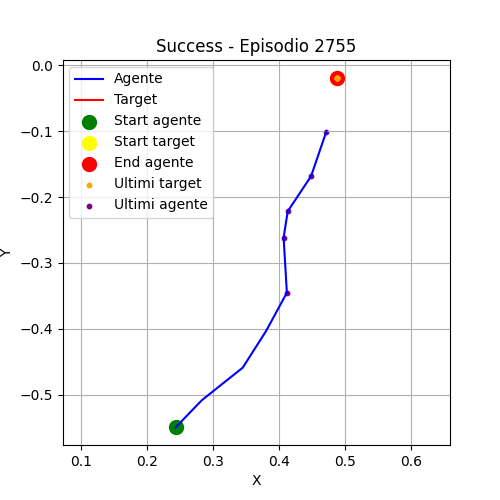 Success - Episodio 2755
Agente
Target
Start agente
Start target
End agente
Ultimi target
Ultimi agente
0.0
−0.1
−0.2
−0.3
−0.4
−0.5
Y
0.1 0.2 0.3 0.4 0.5 0.6
X